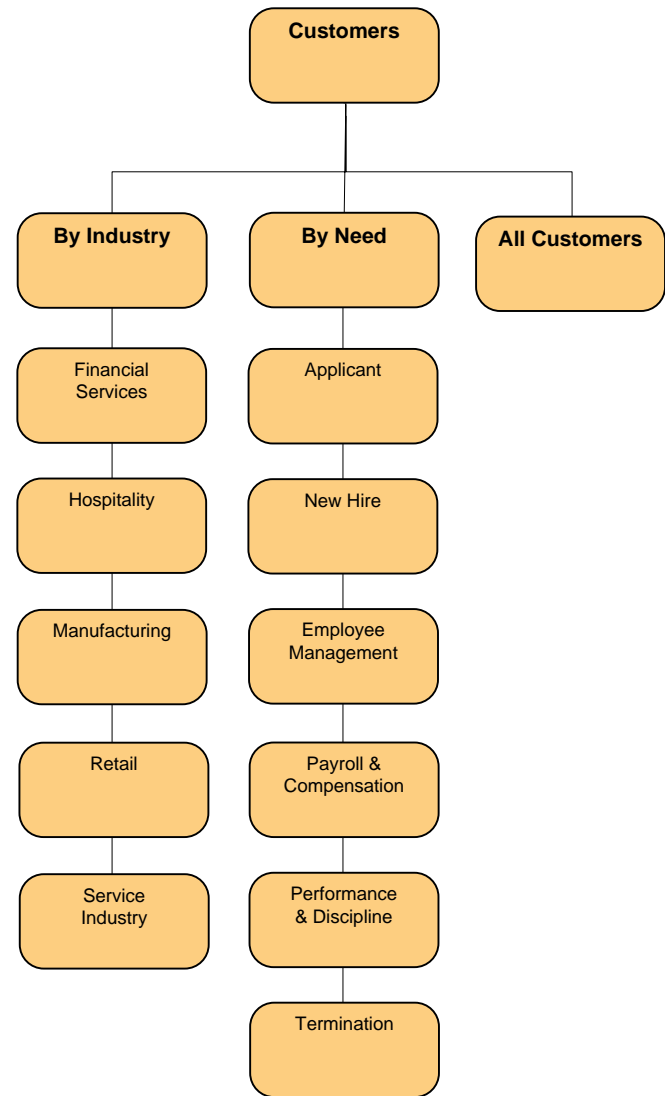 Customers
By Industry
By Need
All Customers
Financial
Services
Applicant
Hospitality
New Hire
Manufacturing
Employee
Management
Retail
Payroll &
Compensation
Service
Industry
Performance
& Discipline
Termination